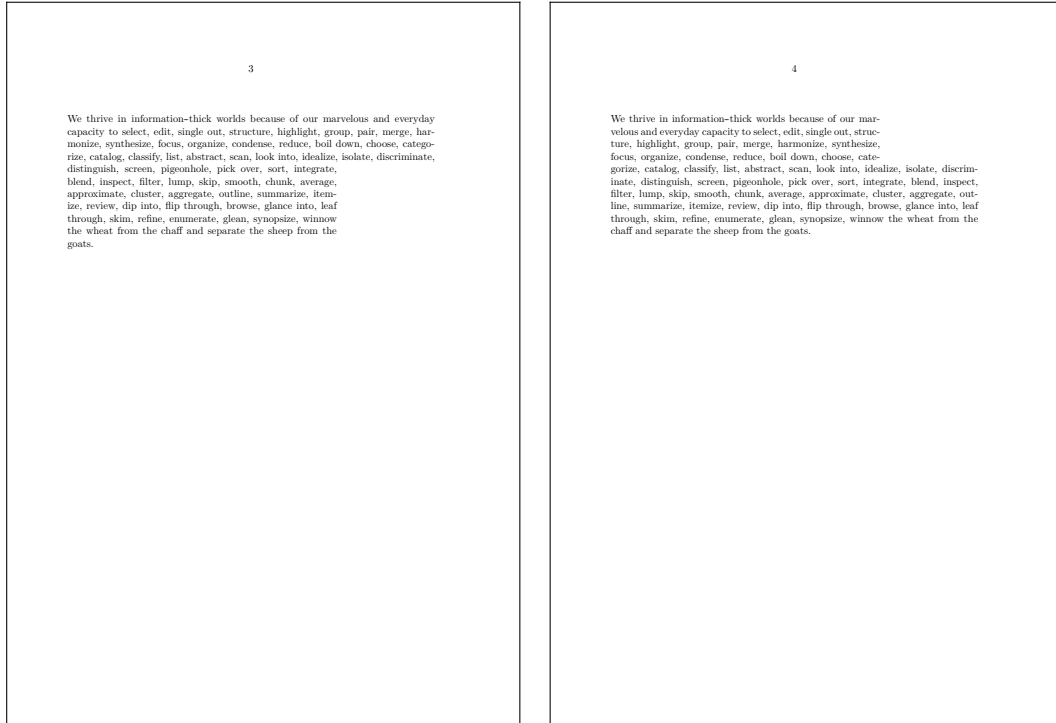 3
We thrive in information-thick worlds because of our marvelous and everyday
capacity to select, edit, single out, structure, highlight, group, pair, merge, har-
monize, synthesize, focus, organize, condense, reduce, boil down, choose, catego-
rize, catalog, classify, list, abstract, scan, look into, idealize, isolate, discriminate,
distinguish, screen, pigeonhole, pick over, sort, integrate,
blend, inspect, filter, lump, skip, smooth, chunk, average,
approximate, cluster, aggregate, outline, summarize, item-
ize, review, dip into, flip through, browse, glance into, leaf
through, skim, refine, enumerate, glean, synopsize, winnow
the wheat from the chaff and separate the sheep from the
goats.
4
We thrive in information-thick worlds because of our mar-
velous and everyday capacity to select, edit, single out, struc-
ture, highlight, group, pair, merge, harmonize, synthesize,
focus, organize, condense, reduce, boil down, choose, cate-
gorize, catalog, classify, list, abstract, scan, look into, idealize, isolate, discrim-
inate, distinguish, screen, pigeonhole, pick over, sort, integrate, blend, inspect,
filter, lump, skip, smooth, chunk, average, approximate, cluster, aggregate, out-
line, summarize, itemize, review, dip into, flip through, browse, glance into, leaf
through, skim, refine, enumerate, glean, synopsize, winnow the wheat from the
chaff and separate the sheep from the goats.